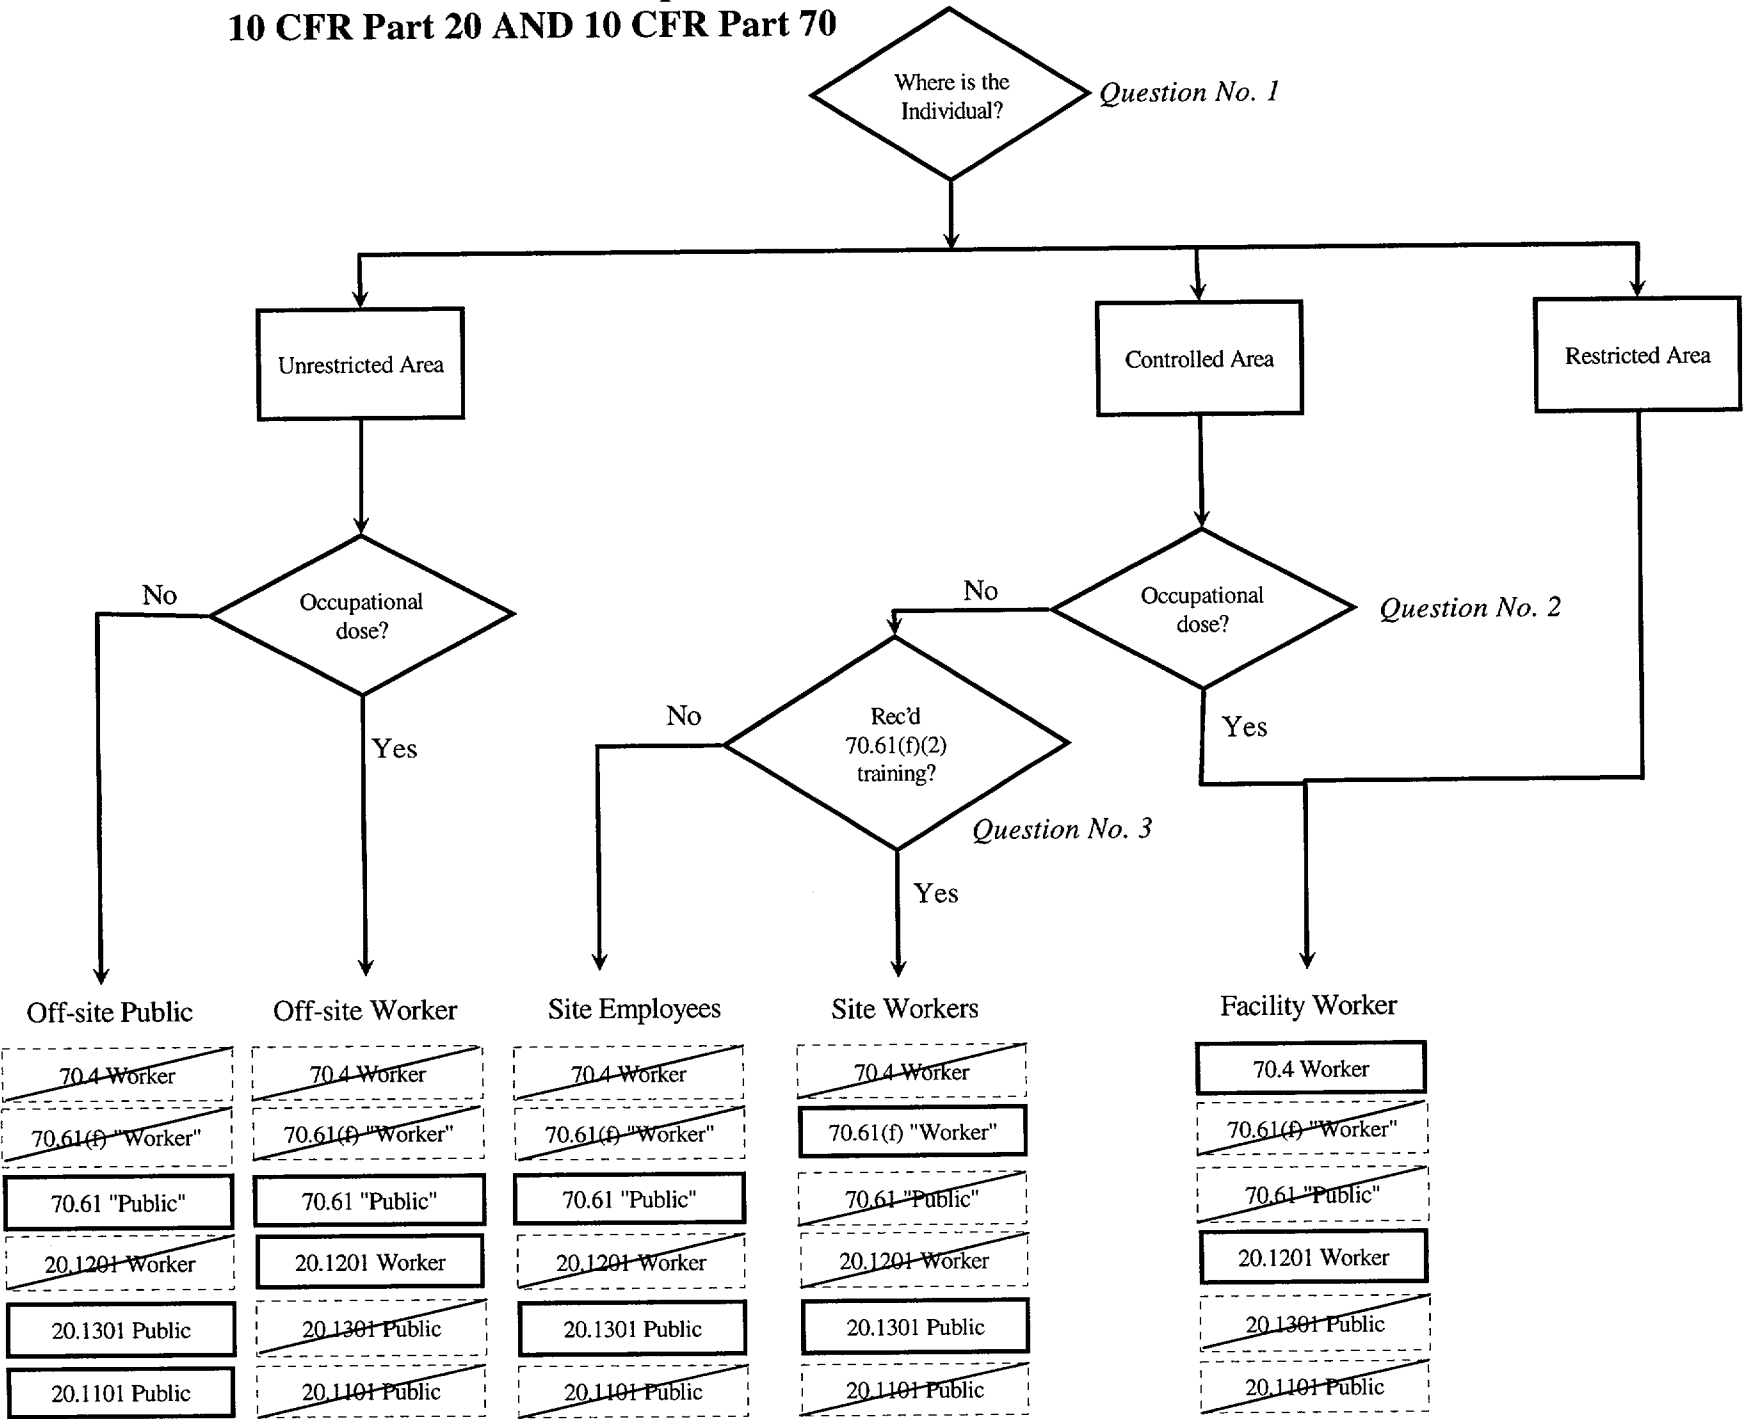 10 CFR Part 20 AND 10 CFR Part 70
Where is the
Individual?
Question No. 1
Unrestricted Area
Controlled Area
Restricted Area
No
Occupational
dose?
Yes
No
Occupational
dose?
Question No. 2
Yes
No
Rec'd
70.61(f)(2)
training?
Question No. 3
Yes
Off-site Public
70.4 Worker
70.61(f) "Worker"
70.61 "Public"
20.1201 Worker
20.1301 Public
20.1101 Public
Off-site Worker
70.4 Worker
70.61(f) "Worker"
70.61 "Public"
20.1201 Worker
20.1301 Public
20.1101 Public
Site Employees
70.4 Worker
70.61(f) "Worker"
70.61 "Public"
20.1201 Worker
20.1301 Public
20.1101 Public
Site Workers
70.4 Worker
70.61(f) "Worker"
70.61 "Public"
20.1201 Worker
20.1301 Public
20.1101 Public
Facility Worker
70.4 Worker
70.61(f) "Worker"
70.61 "Public"
20.1201 Worker
20.1301 Public
20.1101 Public